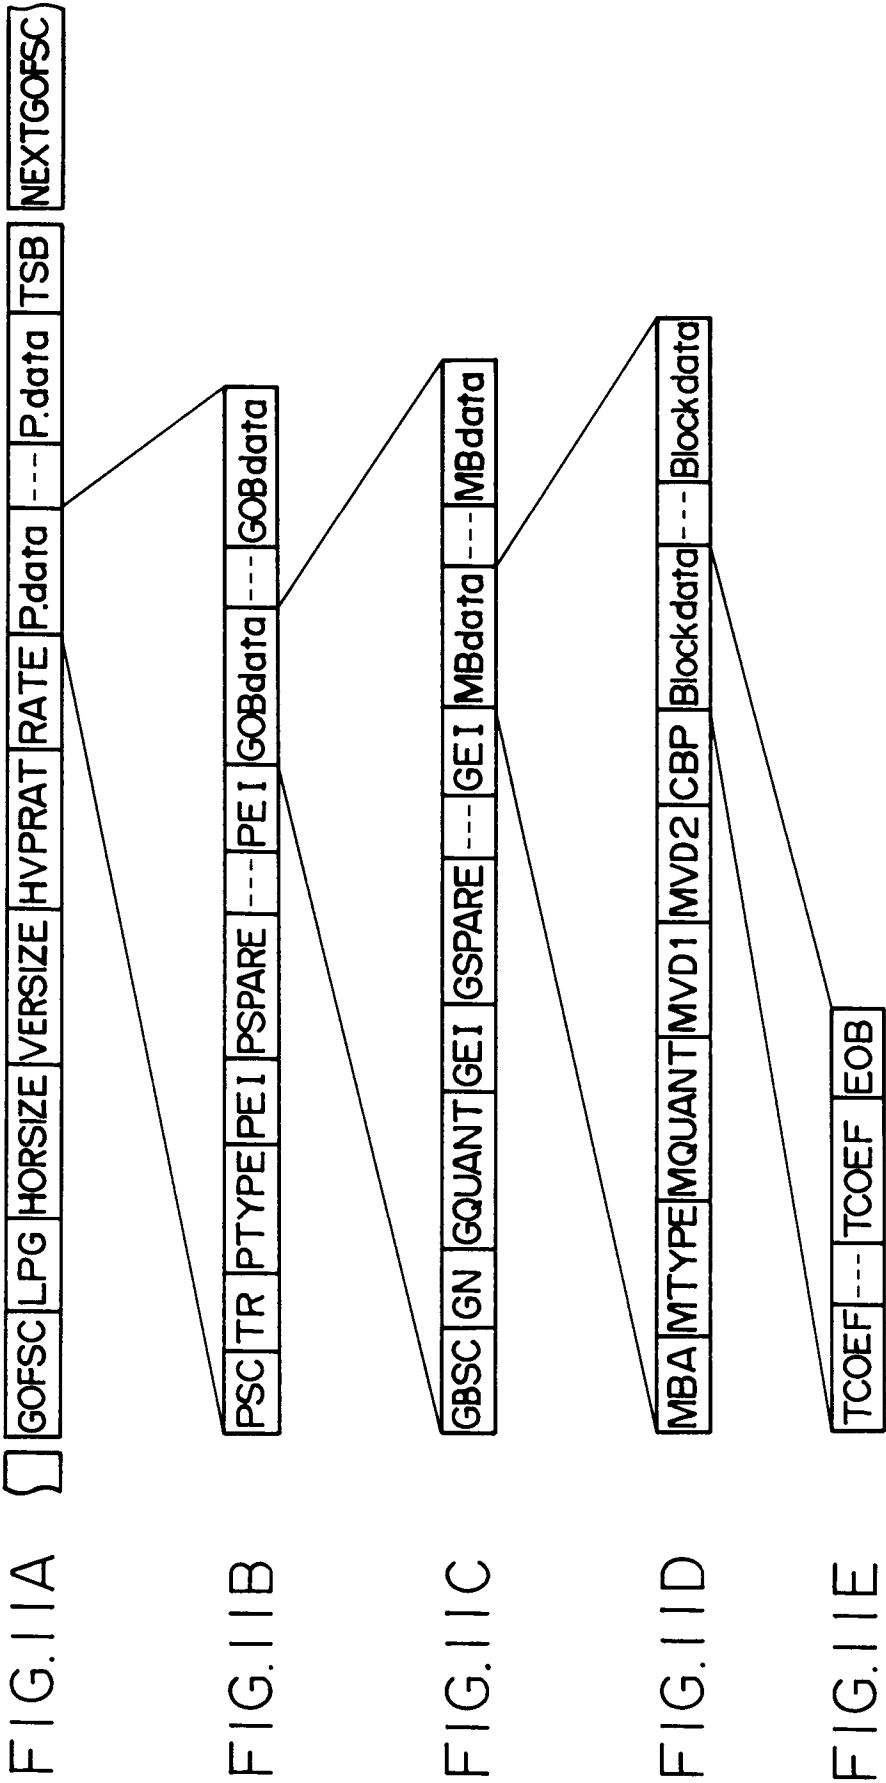 FIG.11A GOFSC LPG HORSIZE VERSIZE HVPRAT RATE P.data --- P.data TSB NEXTGOFSC
FIG.11B PSC TR PTYPE PEI PSPARE --- PEI GOBdata --- GOBdata
FIG.11C GBSC GN GQUANT GEI GSPARE --- GEI MBdata --- MBdata
FIG.11D MBA MTYPE MQUANT MVD1 MVD2 CBP Blockdata --- Blockdata
FIG.11E TCOEF --- TCOEF EOB